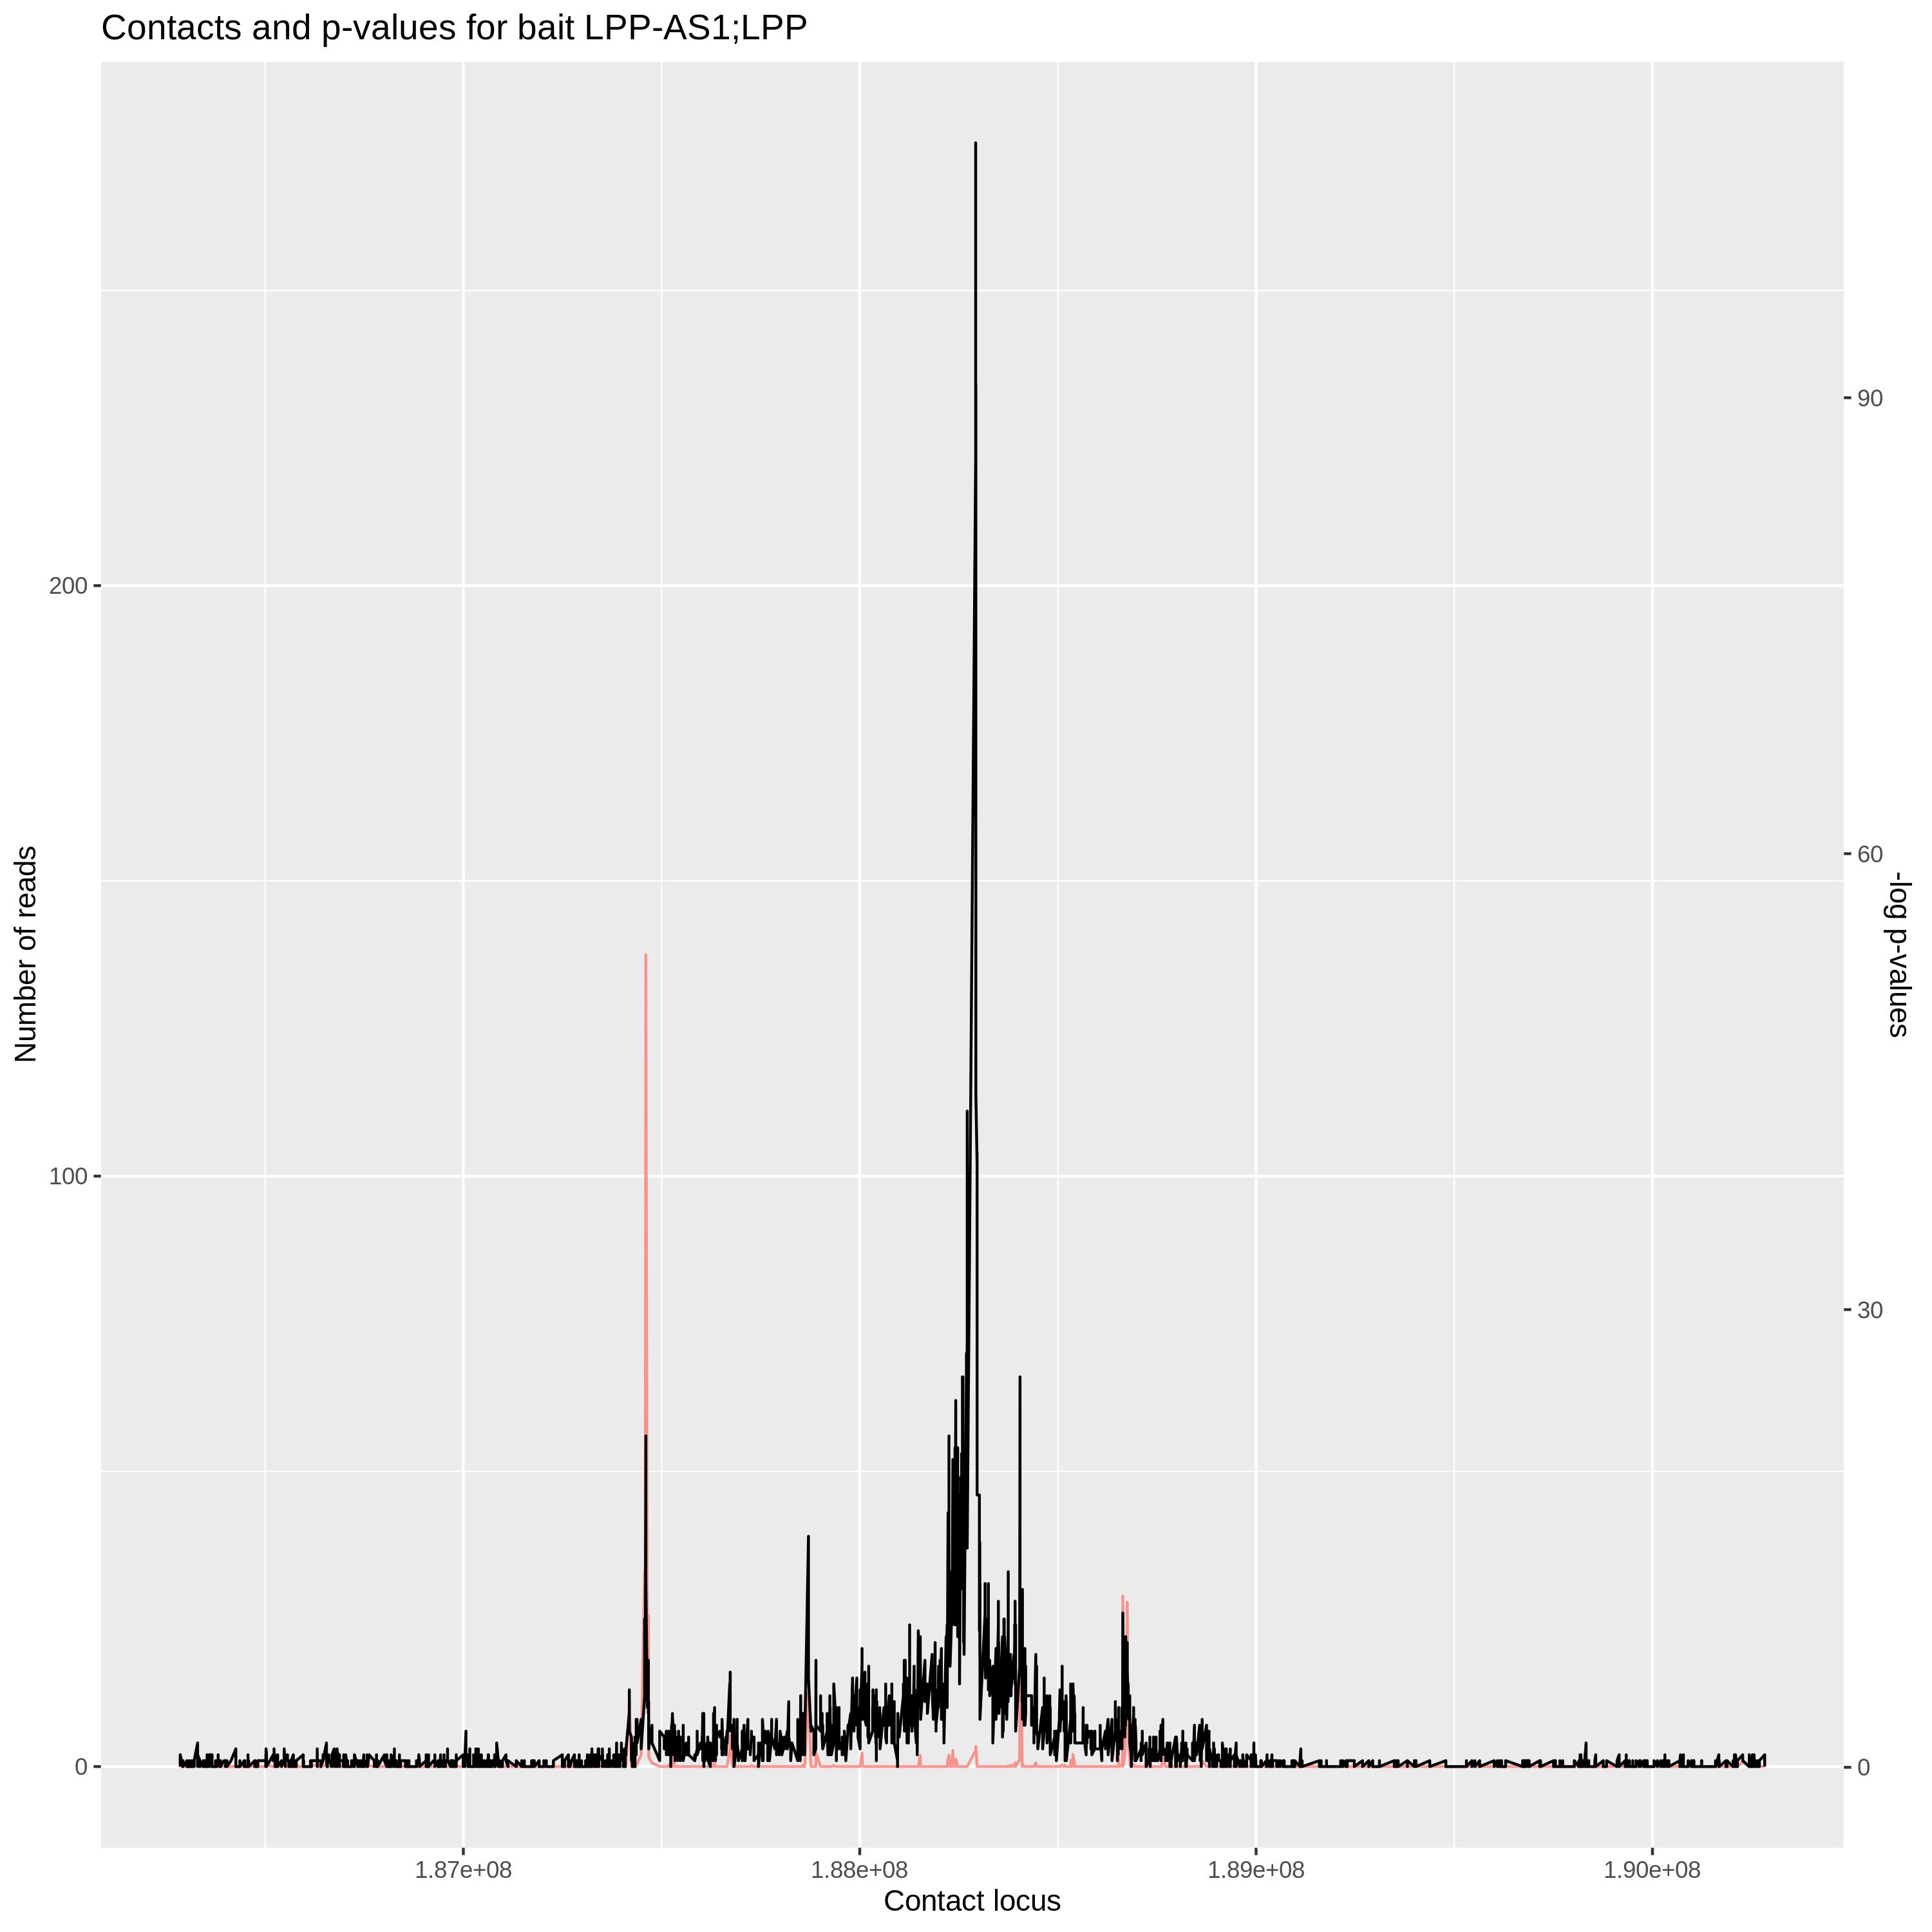 Contacts and p-values for bait LPP-AS1;LPP
Number of reads
200
100
0
90
60
30
0
-log p-values
1.87e+08
1.88e+08
1.89e+08
1.90e+08
Contact locus